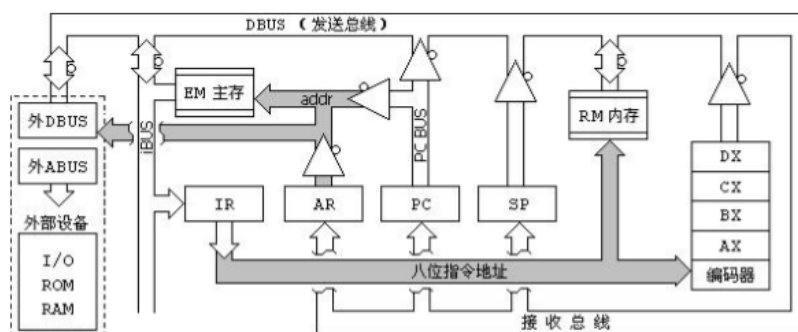 DBUS （发送总线）
EM 主存
addr
iBUS
PC BUS
RM 内存
外DBUS
外ABUS
外部设备
I/O
ROM
RAM
IR
AR
PC
SP
DX
CX
BX
AX
编码器
八位指令地址
接 收 总 线